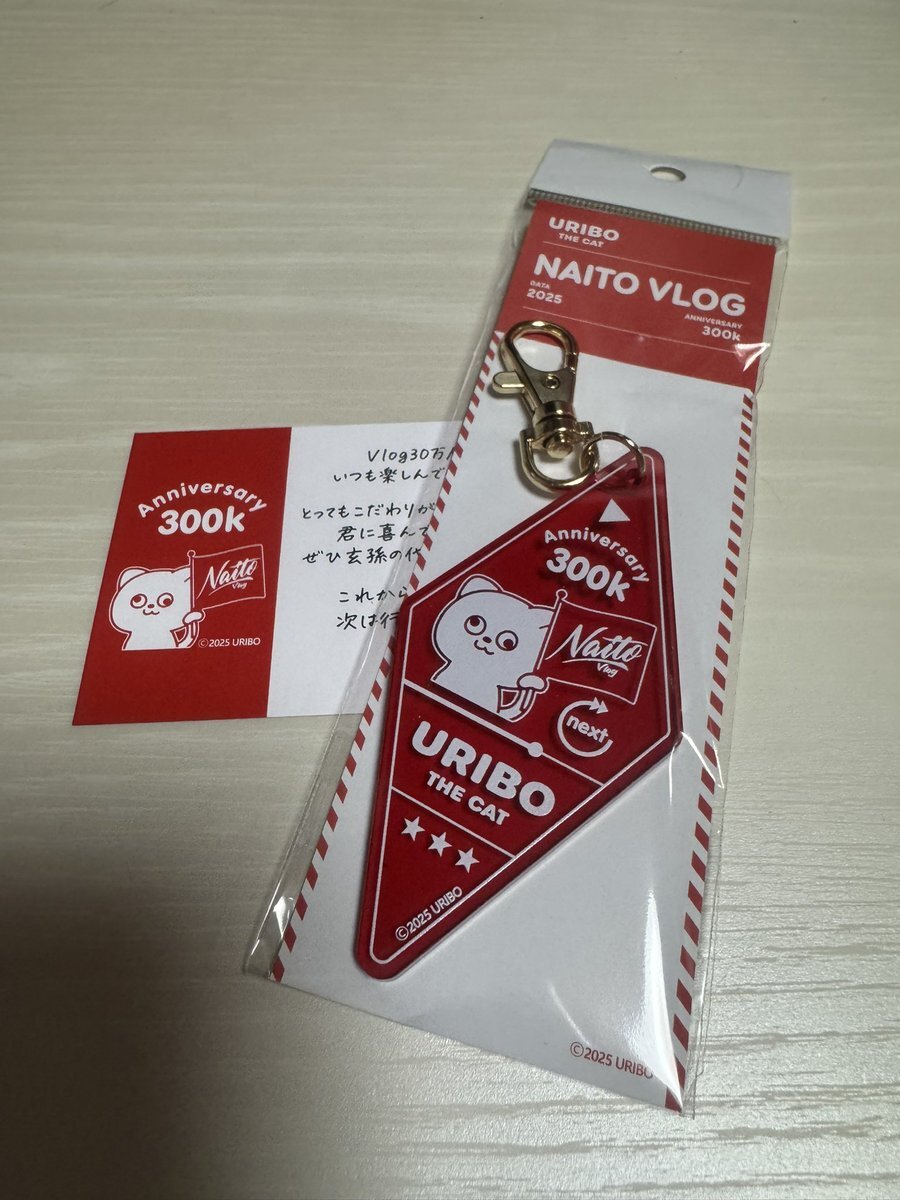 URIBO
THE CAT
NAITO VLOG
DATA
2025
ANNIVERSARY
300k
Anniversary
300k
Naito
Vlog
©2025 URIBO
Vlog30万
いつも楽しんで
とってもこだわりが
君に喜んで
ぜひ玄孫の代
これから
次は行
Anniversary
300k
Naito
Vlog
next
URIBO
THE CAT
©2025 URIBO
©2025 URIBO